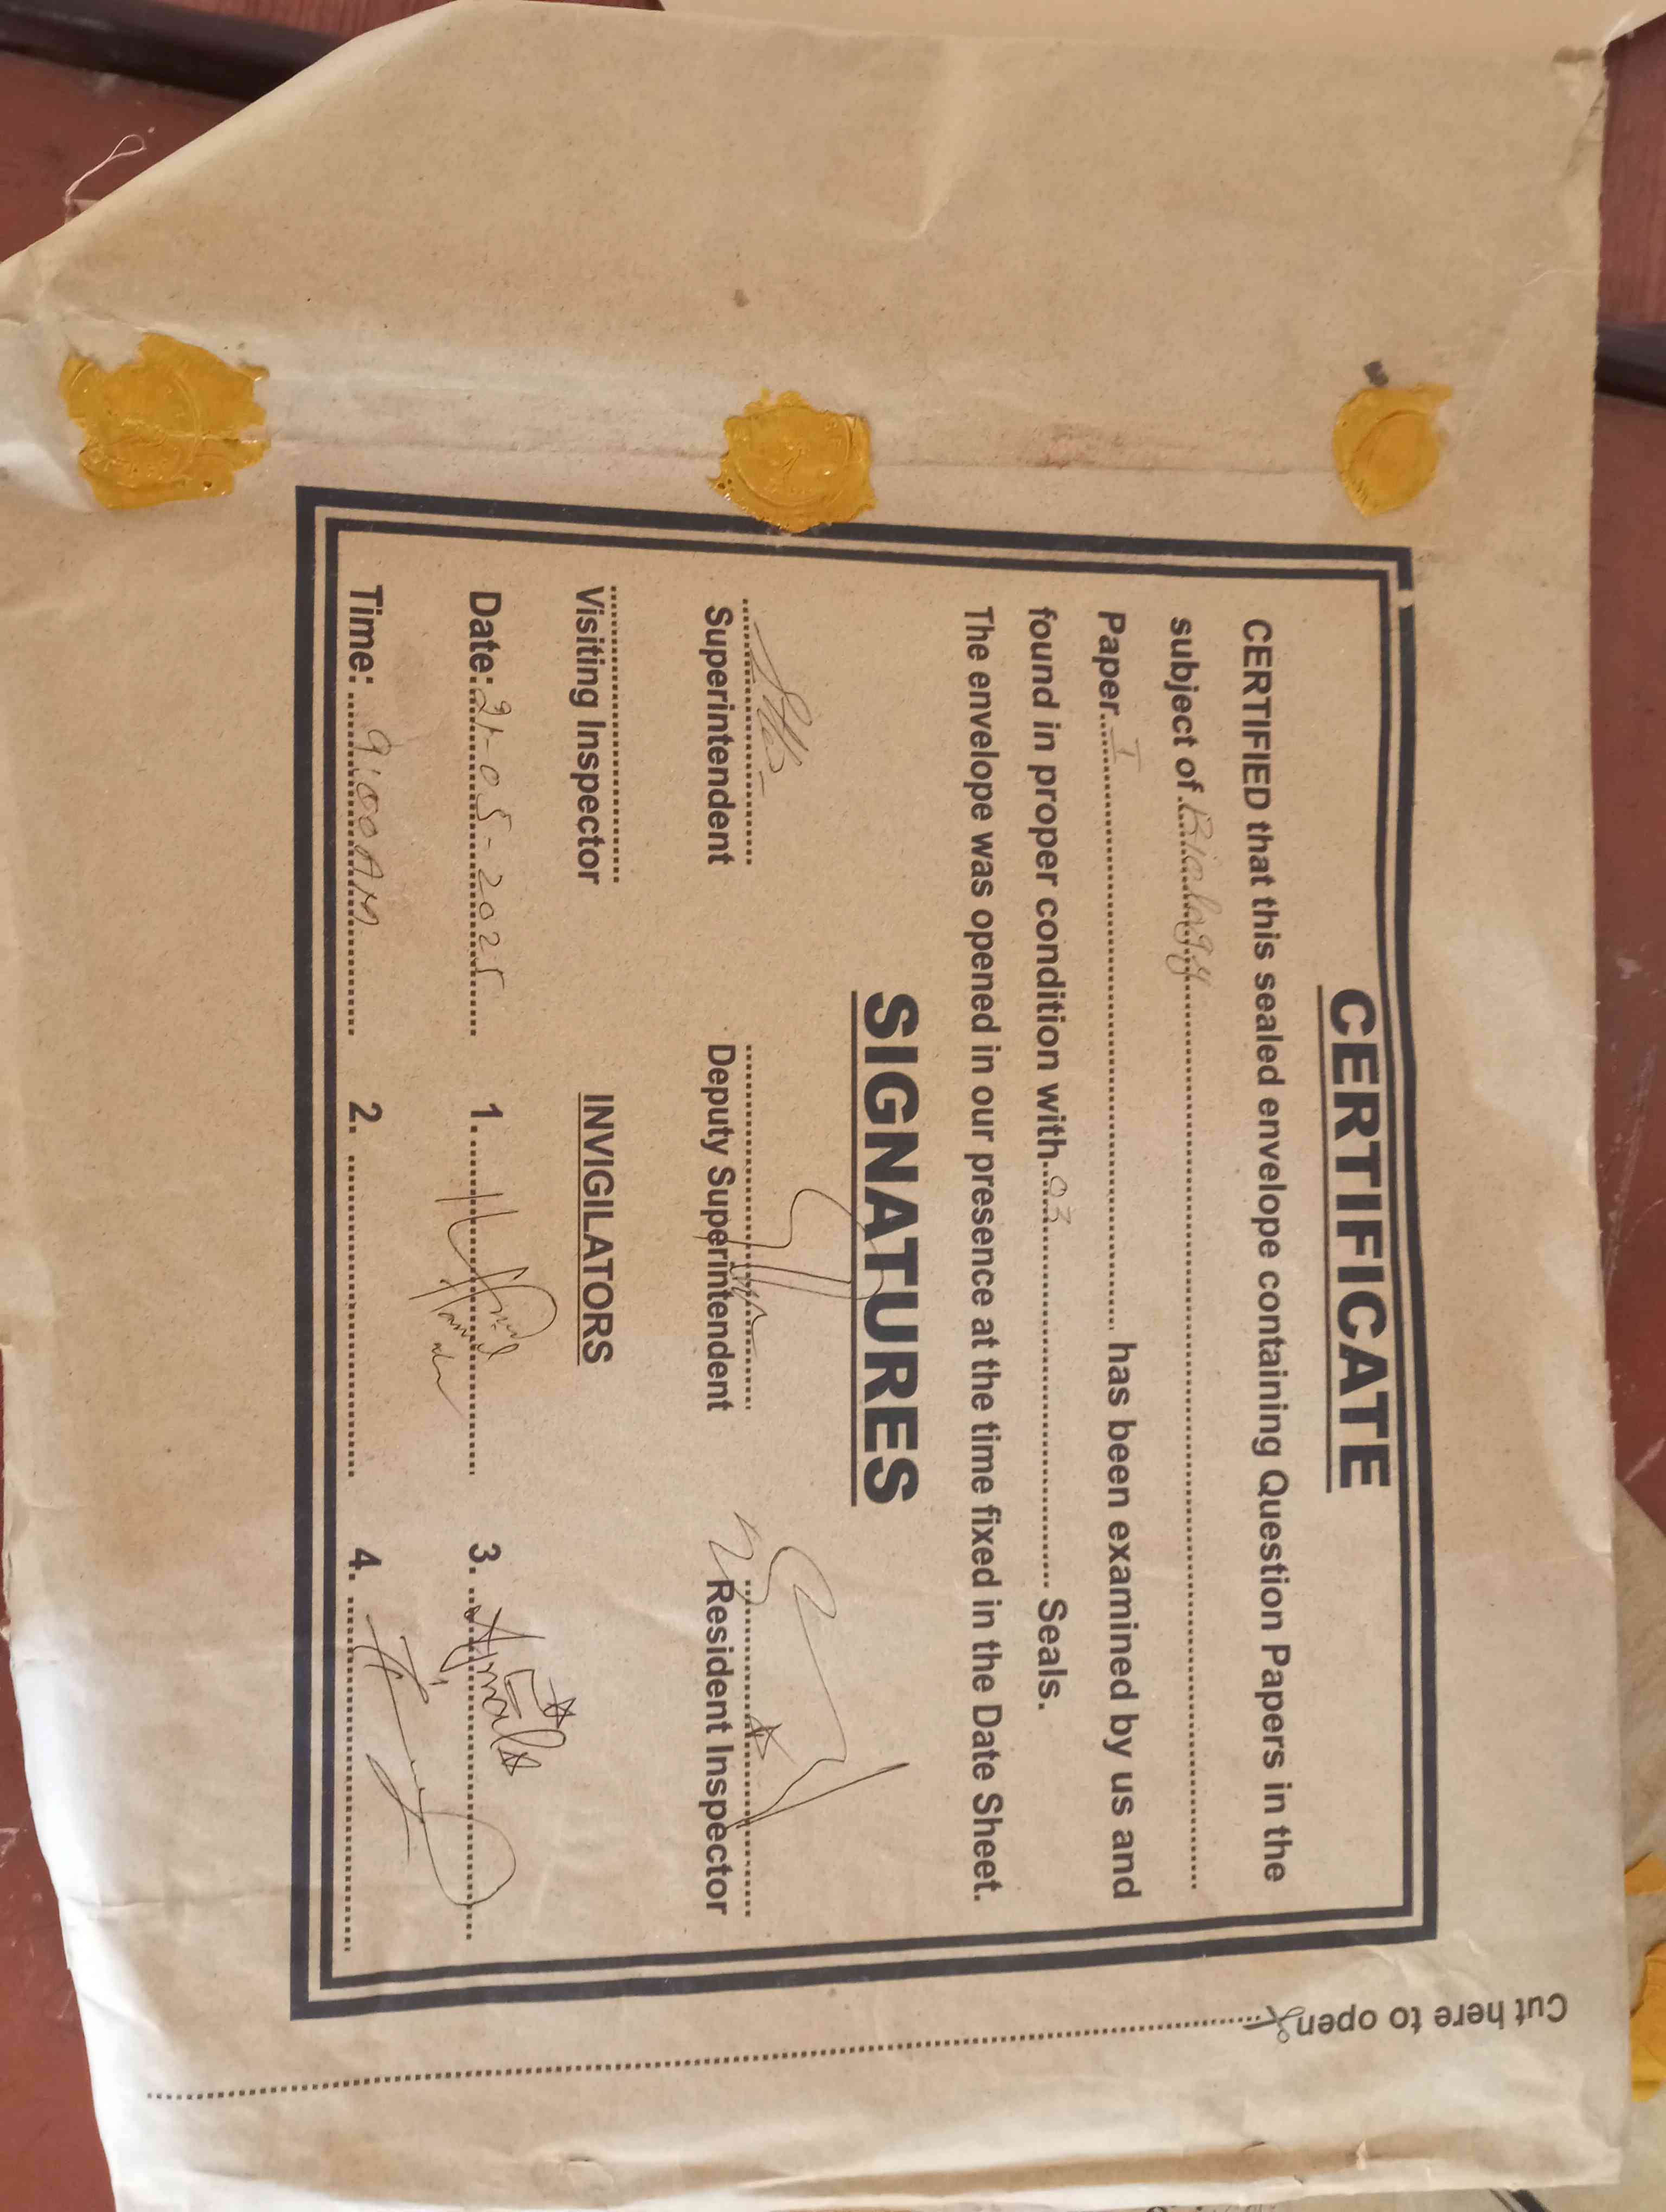 CERTIFICATE
CERTIFIED that this sealed envelope containing Question Papers in the
subject of Biology
Paper I has been examined by us and
found in proper condition with 03 Seals.
The envelope was opened in our presence at the time fixed in the Date Sheet.
SIGNATURES
Superintendent Deputy Superintendent Resident Inspector
Visiting Inspector INVIGILATORS
Date: 21-05-2025 1. 3. Ajmal
Time: 9:00 AM 2. 4.
Cut here to open